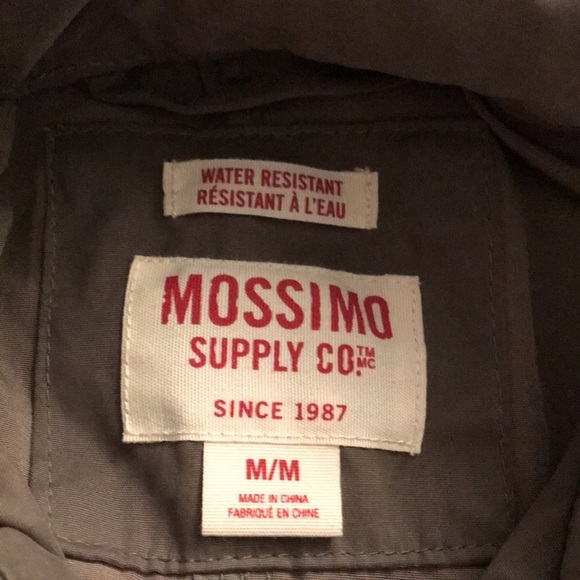 WATER RESISTANT
RÉSISTANT À L'EAU
MOSSIMO
SUPPLY CO.™ MC
SINCE 1987
M/M
MADE IN CHINA
FABRIQUÉ EN CHINE